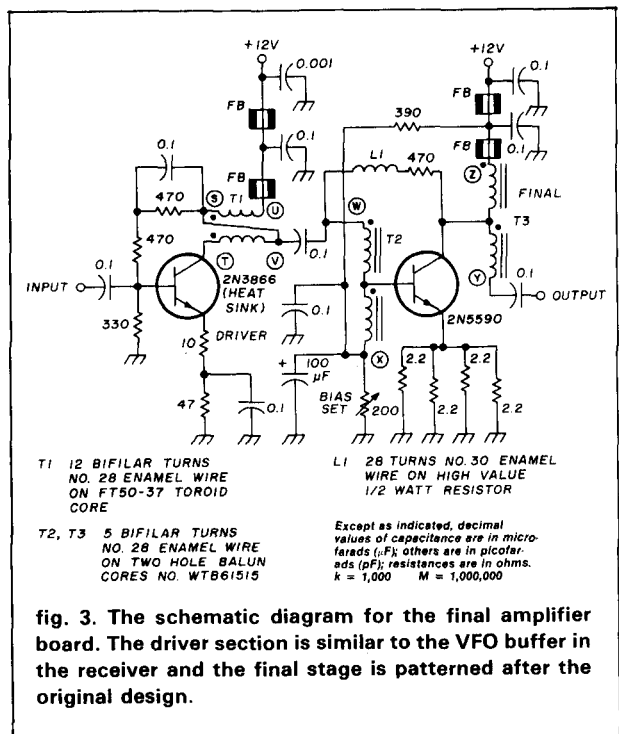 +12V
0.001
FB
0.1
FB
0.1
470
S
T1
U
470
T
V
0.1
0.1
INPUT
2N3866
(HEAT
SINK)
330
10
DRIVER
47
0.1
+12V
FB
0.1
390
FB
0.1
L1
470
Z
FINAL
W
T2
T3
Y
0.1
OUTPUT
2N5590
0.1
X
+
100
µF
BIAS
SET
200
2.2
2.2
2.2
2.2
T1 12 BIFILAR TURNS
NO. 28 ENAMEL WIRE
ON FT50-37 TOROID
CORE
T2, T3 5 BIFILAR TURNS
NO. 28 ENAMEL WIRE
ON TWO HOLE BALUN
CORES NO. WTB61515
L1 28 TURNS NO. 30 ENAMEL
WIRE ON HIGH VALUE
1/2 WATT RESISTOR
Except as indicated, decimal
values of capacitance are in micro-
farads (µF); others are in picofar-
ads (pF); resistances are in ohms.
k = 1,000 M = 1,000,000
fig. 3. The schematic diagram for the final amplifier
board. The driver section is similar to the VFO buffer in
the receiver and the final stage is patterned after the
original design.